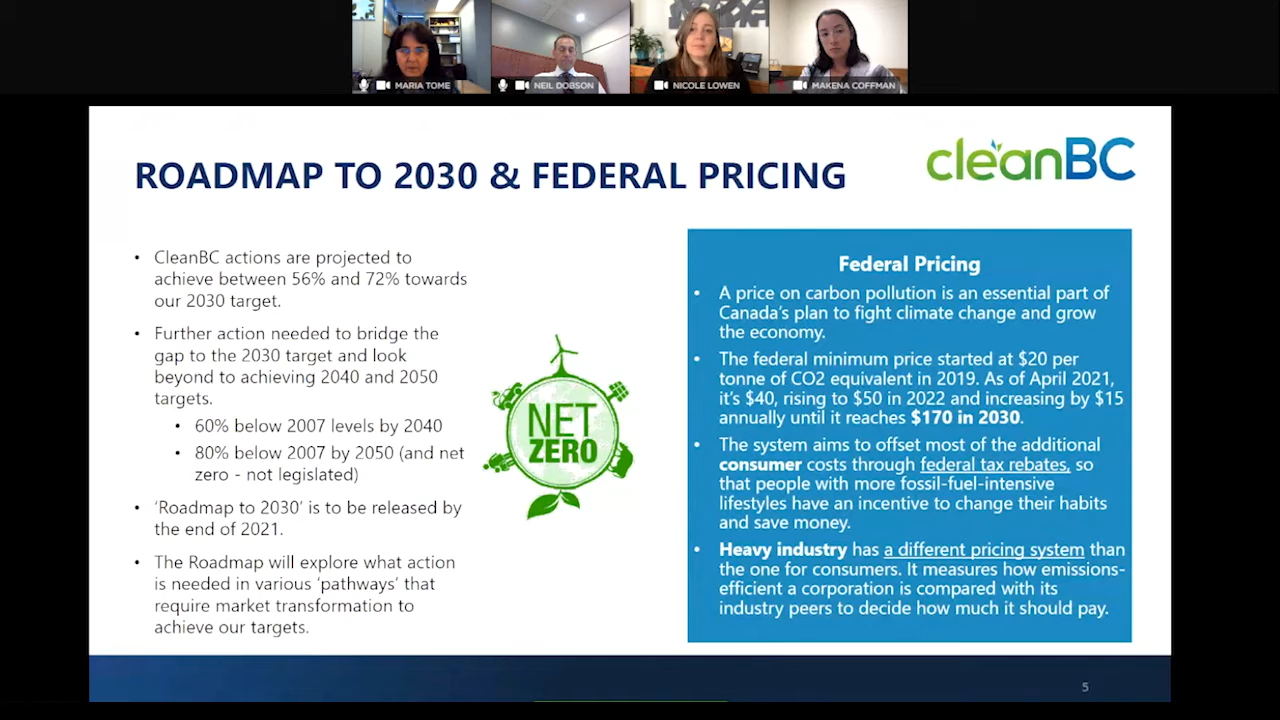 MARIA TOME
NEIL DOBSON
NICOLE LOWEN
MAKENA COFFMAN
ROADMAP TO 2030 & FEDERAL PRICING
cleanBC
• CleanBC actions are projected to
achieve between 56% and 72% towards
our 2030 target.
• Further action needed to bridge the
gap to the 2030 target and look
beyond to achieving 2040 and 2050
targets.
• 60% below 2007 levels by 2040
• 80% below 2007 by 2050 (and net
zero - not legislated)
• ‘Roadmap to 2030’ is to be released by
the end of 2021.
• The Roadmap will explore what action
is needed in various ‘pathways’ that
require market transformation to
achieve our targets.
NET
ZERO
Federal Pricing
• A price on carbon pollution is an essential part of
Canada’s plan to fight climate change and grow
the economy.
• The federal minimum price started at $20 per
tonne of CO2 equivalent in 2019. As of April 2021,
it’s $40, rising to $50 in 2022 and increasing by $15
annually until it reaches $170 in 2030.
• The system aims to offset most of the additional
consumer costs through federal tax rebates, so
that people with more fossil-fuel-intensive
lifestyles have an incentive to change their habits
and save money.
• Heavy industry has a different pricing system than
the one for consumers. It measures how emissions-
efficient a corporation is compared with its
industry peers to decide how much it should pay.
5